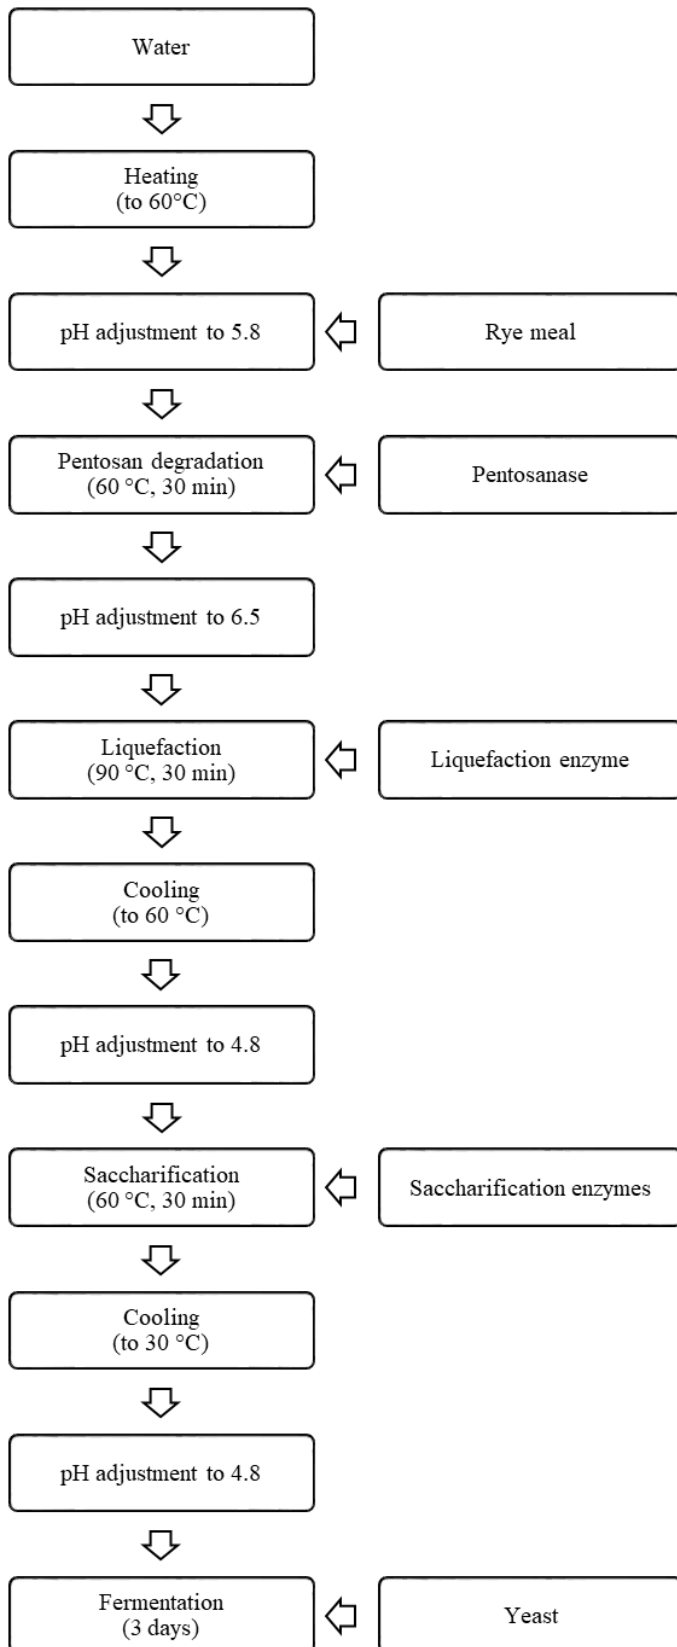 Water
Heating
(to 60°C)
pH adjustment to 5.8
Rye meal
Pentosan degradation
(60 °C, 30 min)
Pentosanase
pH adjustment to 6.5
Liquefaction
(90 °C, 30 min)
Liquefaction enzyme
Cooling
(to 60 °C)
pH adjustment to 4.8
Saccharification
(60 °C, 30 min)
Saccharification enzymes
Cooling
(to 30 °C)
pH adjustment to 4.8
Fermentation
(3 days)
Yeast